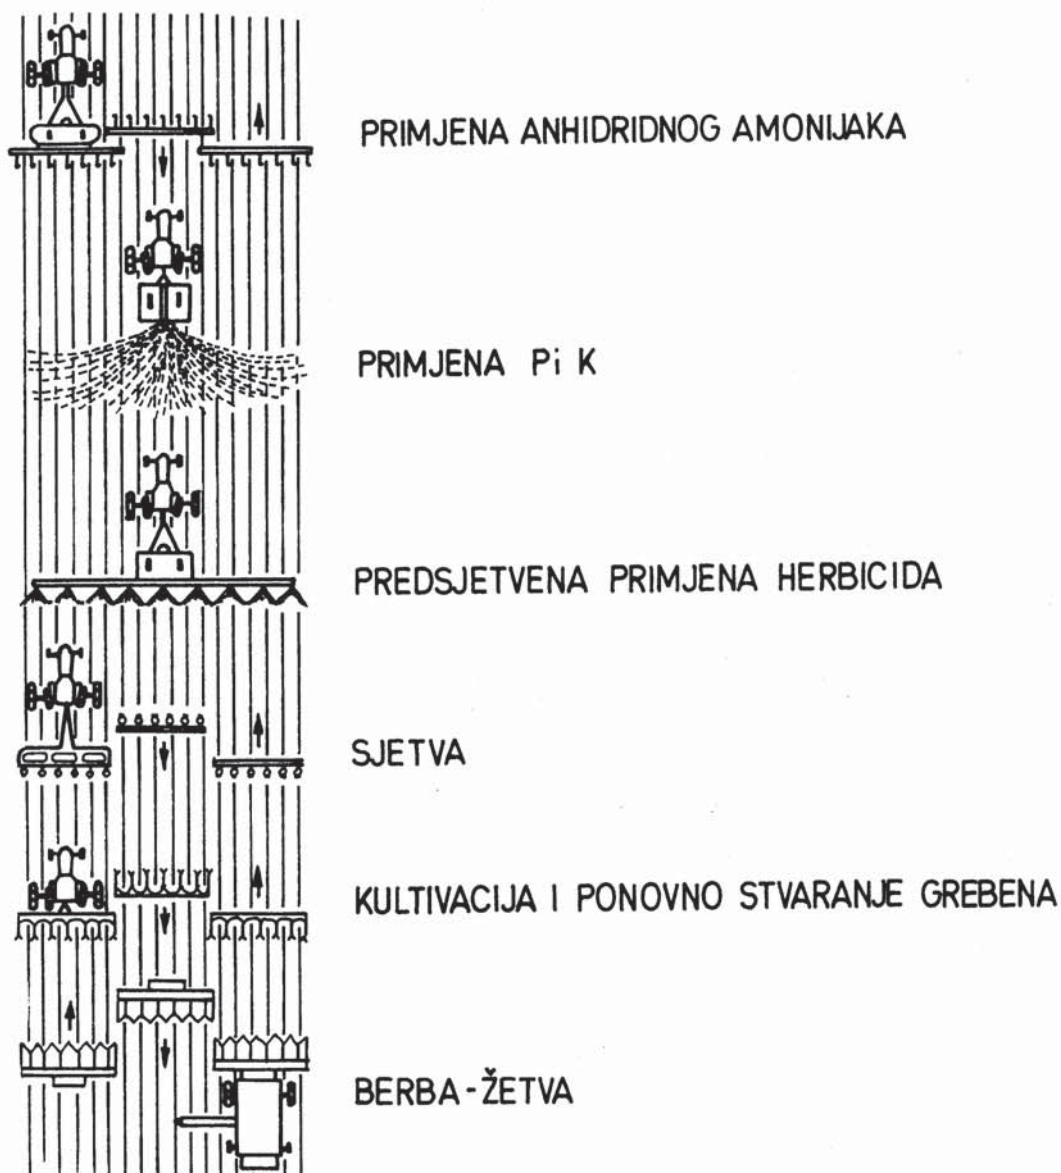 PRIMJENA ANHIDRIDNOG AMONIJAKA
PRIMJENA Pi K
PREDSJETVENA PRIMJENA HERBICIDA
SJETVA
KULTIVACIJA I PONOVNO STVARANJE GREBENA
BERBA-ŽETVA